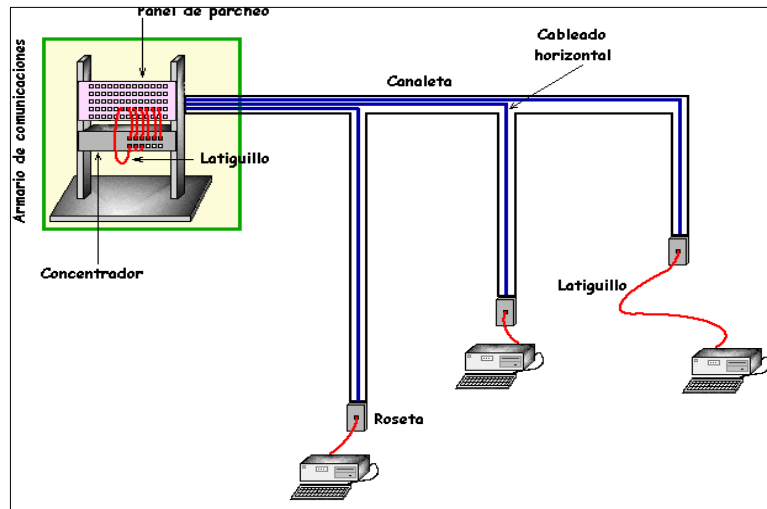 Panel de parcheo
Armario de comunicaciones
Cableado
horizontal
Canaleta
Latiguillo
Concentrador
Latiguillo
Roseta